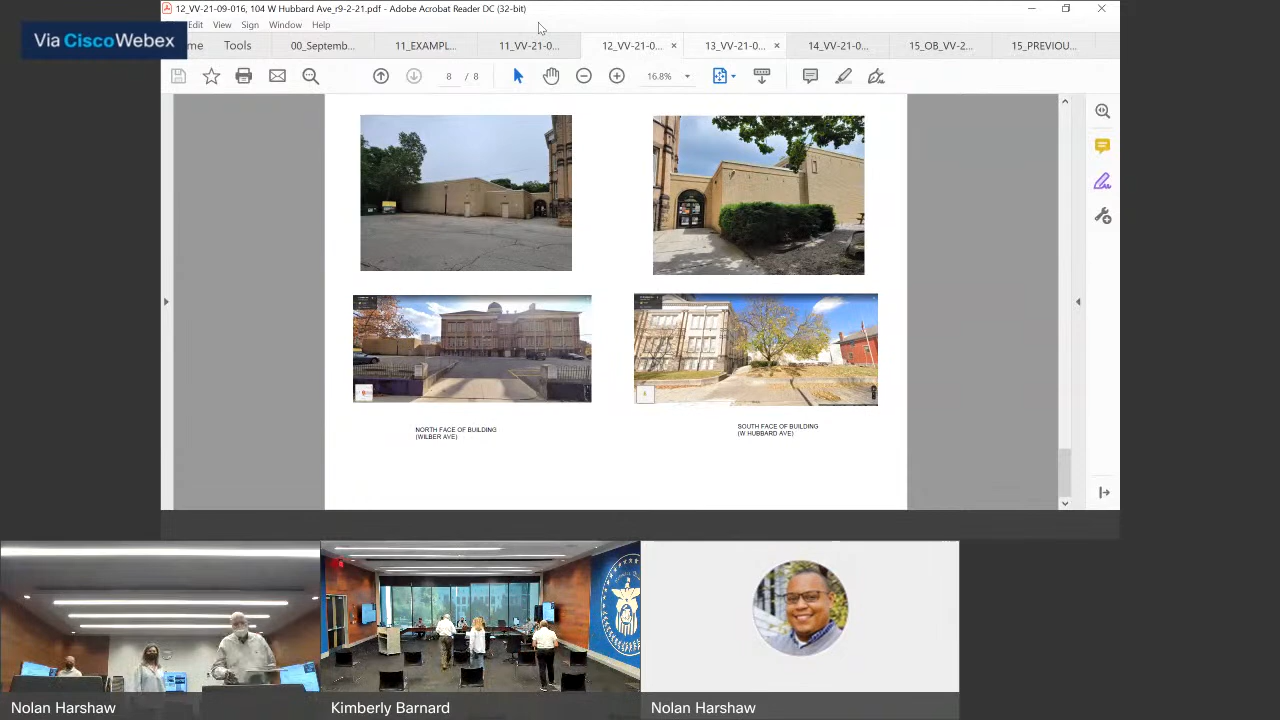 12_VV-21-09-016, 104 W Hubbard Ave_r9-2-21.pdf - Adobe Acrobat Reader DC (32-bit)
Edit View Sign Window Help
Via Cisco Webex
me Tools 00_Septemb... 11_EXAMPL... 11_VV-21-0... 12_VV-21-0... 13_VV-21-0... 14_VV-21-0... 15_OB_VV-2... 15_PREVIOU...
8 / 8 16.8%
NORTH FACE OF BUILDING
(WILBER AVE)
SOUTH FACE OF BUILDING
(W HUBBARD AVE)
Nolan Harshaw
Kimberly Barnard
Nolan Harshaw